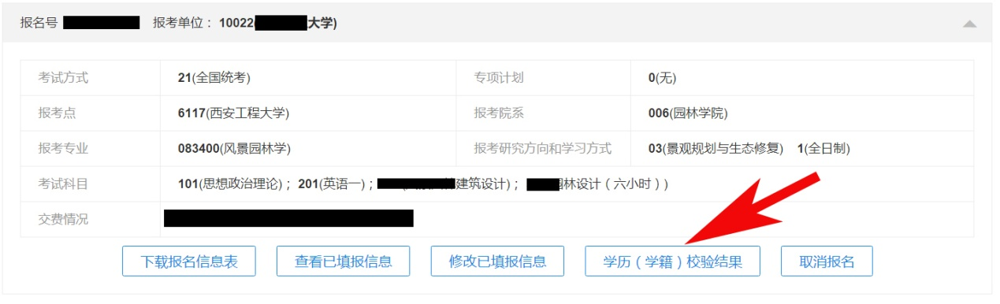 报名号 报考单位： 10022( 大学)
考试方式 21(全国统考) 专项计划 0(无)
报考点 6117(西安工程大学) 报考院系 006(园林学院)
报考专业 083400(风景园林学) 报考研究方向和学习方式 03(景观规划与生态修复) 1(全日制)
考试科目 101(思想政治理论)； 201(英语一)； 建筑设计)； 园林设计（六小时）)
交费情况
下载报名信息表 查看已填报信息 修改已填报信息 学历（学籍）校验结果 取消报名